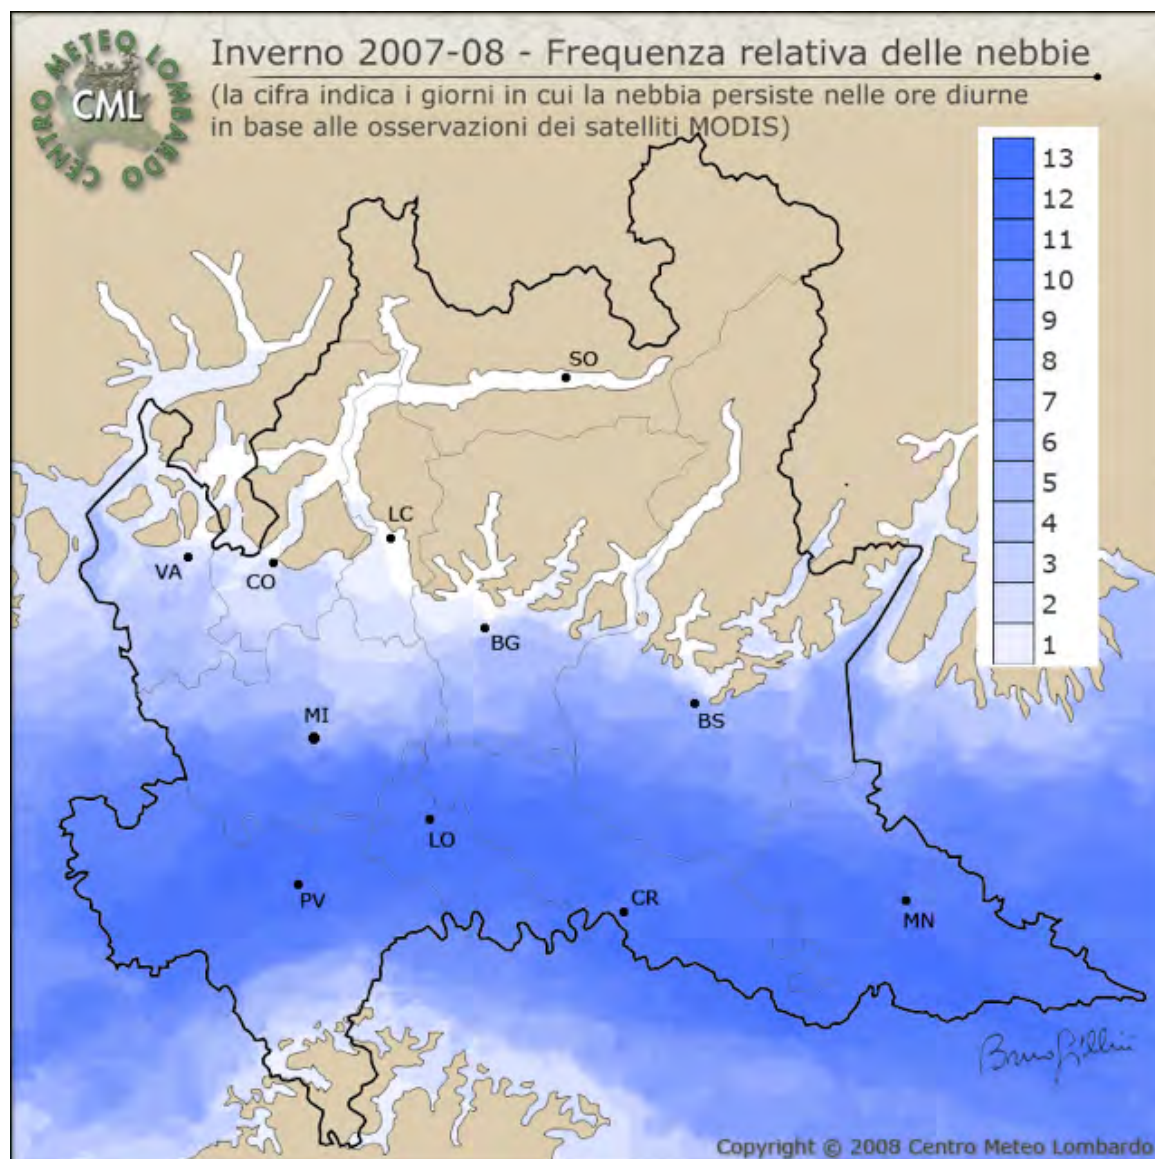 CENTRO METEO LOMBARDO
CML
Inverno 2007-08 - Frequenza relativa delle nebbie
(la cifra indica i giorni in cui la nebbia persiste nelle ore diurne
in base alle osservazioni dei satelliti MODIS)
13
12
11
10
9
8
7
6
5
4
3
2
1
SO
LC
VA
CO
BG
BS
MI
LO
PV
CR
MN
Copyright © 2008 Centro Meteo Lombardo